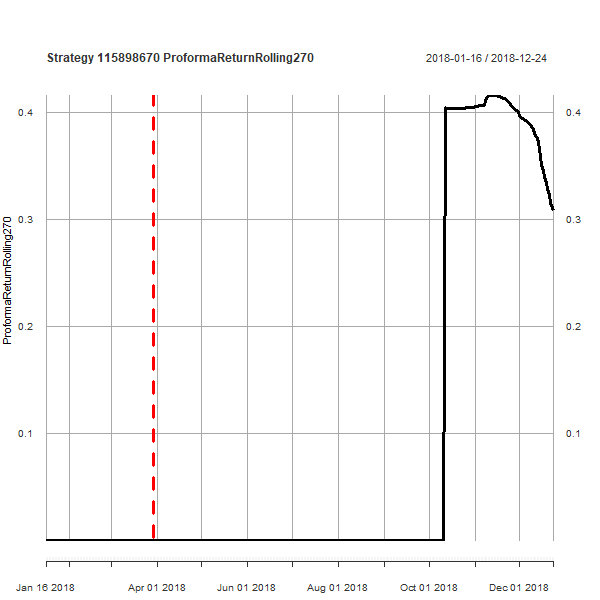 Strategy 115898670 ProformaReturnRolling270 2018-01-16 / 2018-12-24
0.4 0.4
0.3 0.3
0.2 0.2
0.1 0.1
ProformaReturnRolling270
Jan 16 2018 Apr 01 2018 Jun 01 2018 Aug 01 2018 Oct 01 2018 Dec 01 2018